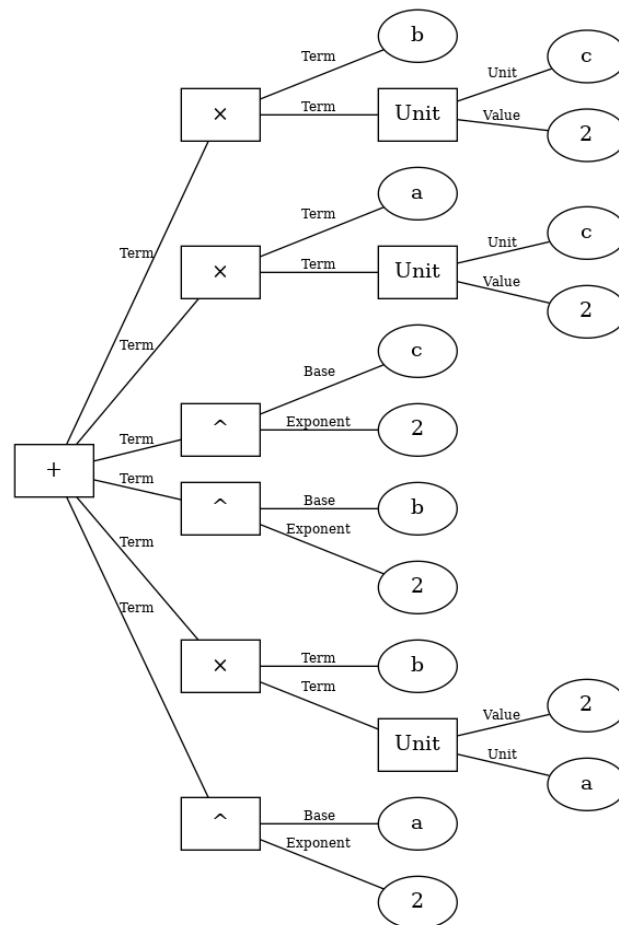 b
Term
c
Unit
×
Term
Unit
Value
2
Term
a
Term
c
Unit
×
Term
Unit
Value
2
Term
c
Base
^
Exponent
2
Term
+
Term
^
Base
b
Exponent
2
Term
×
Term
b
Term
Value
2
Unit
Unit
a
Term
^
Base
a
Exponent
2